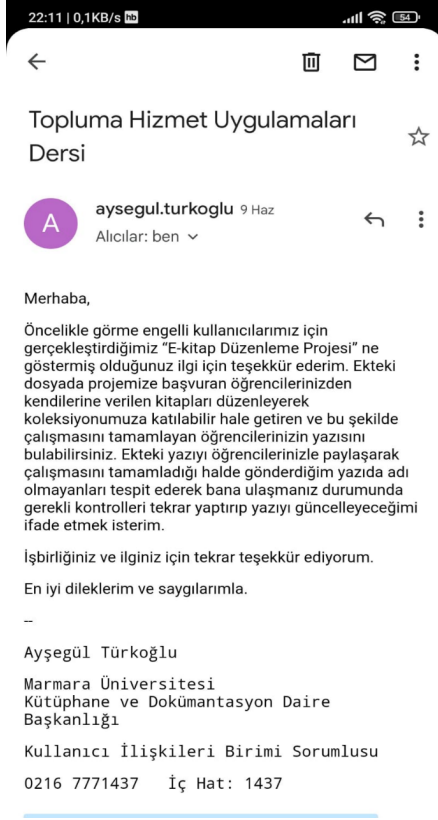 22:11 | 0,1KB/s hb
54
Topluma Hizmet Uygulamaları
Dersi
A
aysegul.turkoglu 9 Haz
Alıcılar: ben
Merhaba,
Öncelikle görme engelli kullanıcılarımız için
gerçekleştirdiğimiz “E-kitap Düzenleme Projesi” ne
göstermiş olduğunuz ilgi için teşekkür ederim. Ekteki
dosyada projemize başvuran öğrencilerinizden
kendilerine verilen kitapları düzenleyerek
koleksiyonumuza katılabilir hale getiren ve bu şekilde
çalışmasını tamamlayan öğrencilerinizin yazısını
bulabilirsiniz. Ekteki yazıyı öğrencilerinizle paylaşarak
çalışmasını tamamladığı halde gönderdiğim yazıda adı
olmayanları tespit ederek bana ulaşmanız durumunda
gerekli kontrolleri tekrar yaptırıp yazıyı güncelleyeceğimi
ifade etmek isterim.
İşbirliğiniz ve ilginiz için tekrar teşekkür ediyorum.
En iyi dileklerim ve saygılarımla.
--
Ayşegül Türkoğlu
Marmara Üniversitesi
Kütüphane ve Dokümantasyon Daire
Başkanlığı
Kullanıcı İlişkileri Birimi Sorumlusu
0216 7771437 İç Hat: 1437